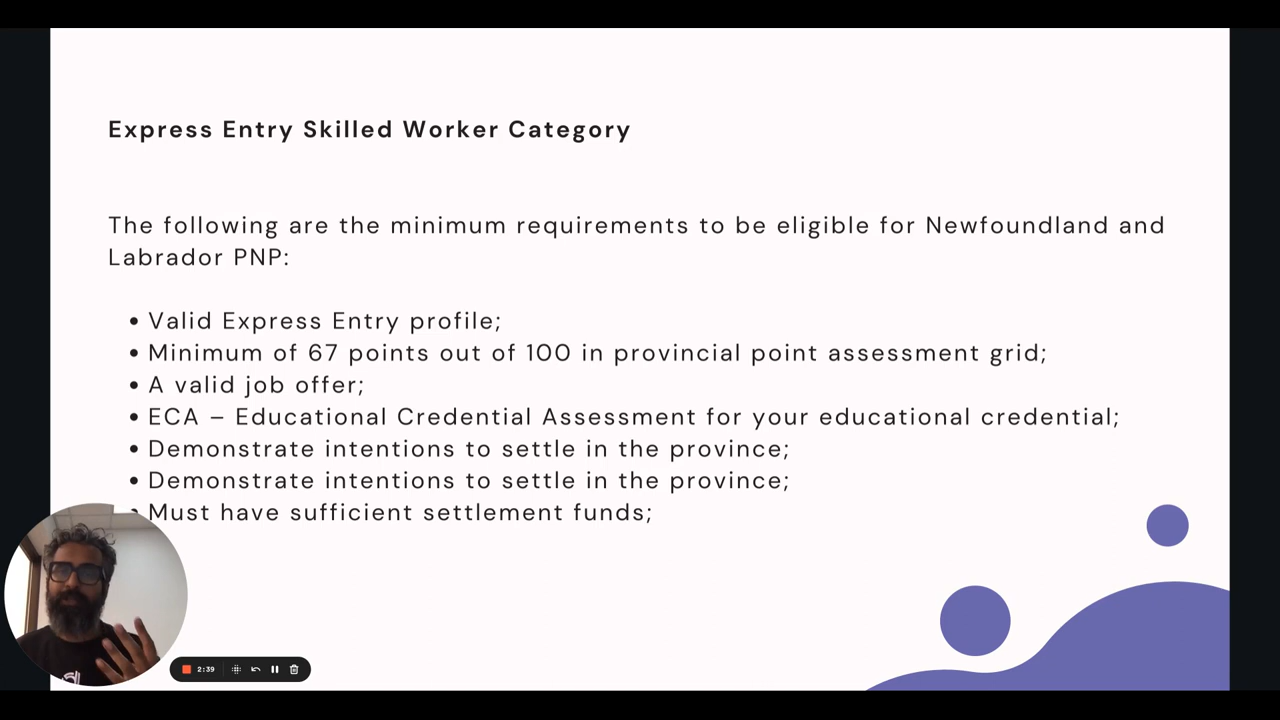 Express Entry Skilled Worker Category
The following are the minimum requirements to be eligible for Newfoundland and
Labrador PNP:
• Valid Express Entry profile;
• Minimum of 67 points out of 100 in provincial point assessment grid;
• A valid job offer;
• ECA – Educational Credential Assessment for your educational credential;
• Demonstrate intentions to settle in the province;
• Demonstrate intentions to settle in the province;
• Must have sufficient settlement funds;
2:39